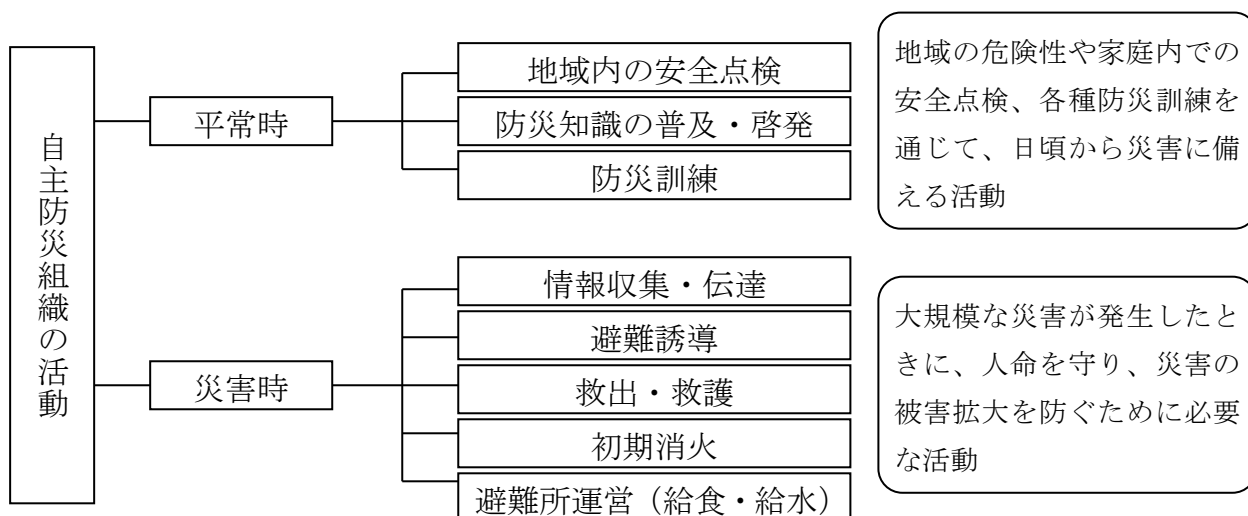 自主防災組織の活動
平常時
地域内の安全点検
防災知識の普及・啓発
防災訓練
地域の危険性や家庭内での
安全点検、各種防災訓練を
通じて、日頃から災害に備
える活動
災害時
情報収集・伝達
避難誘導
救出・救護
初期消火
避難所運営（給食・給水）
大規模な災害が発生したと
きに、人命を守り、災害の
被害拡大を防ぐために必要
な活動